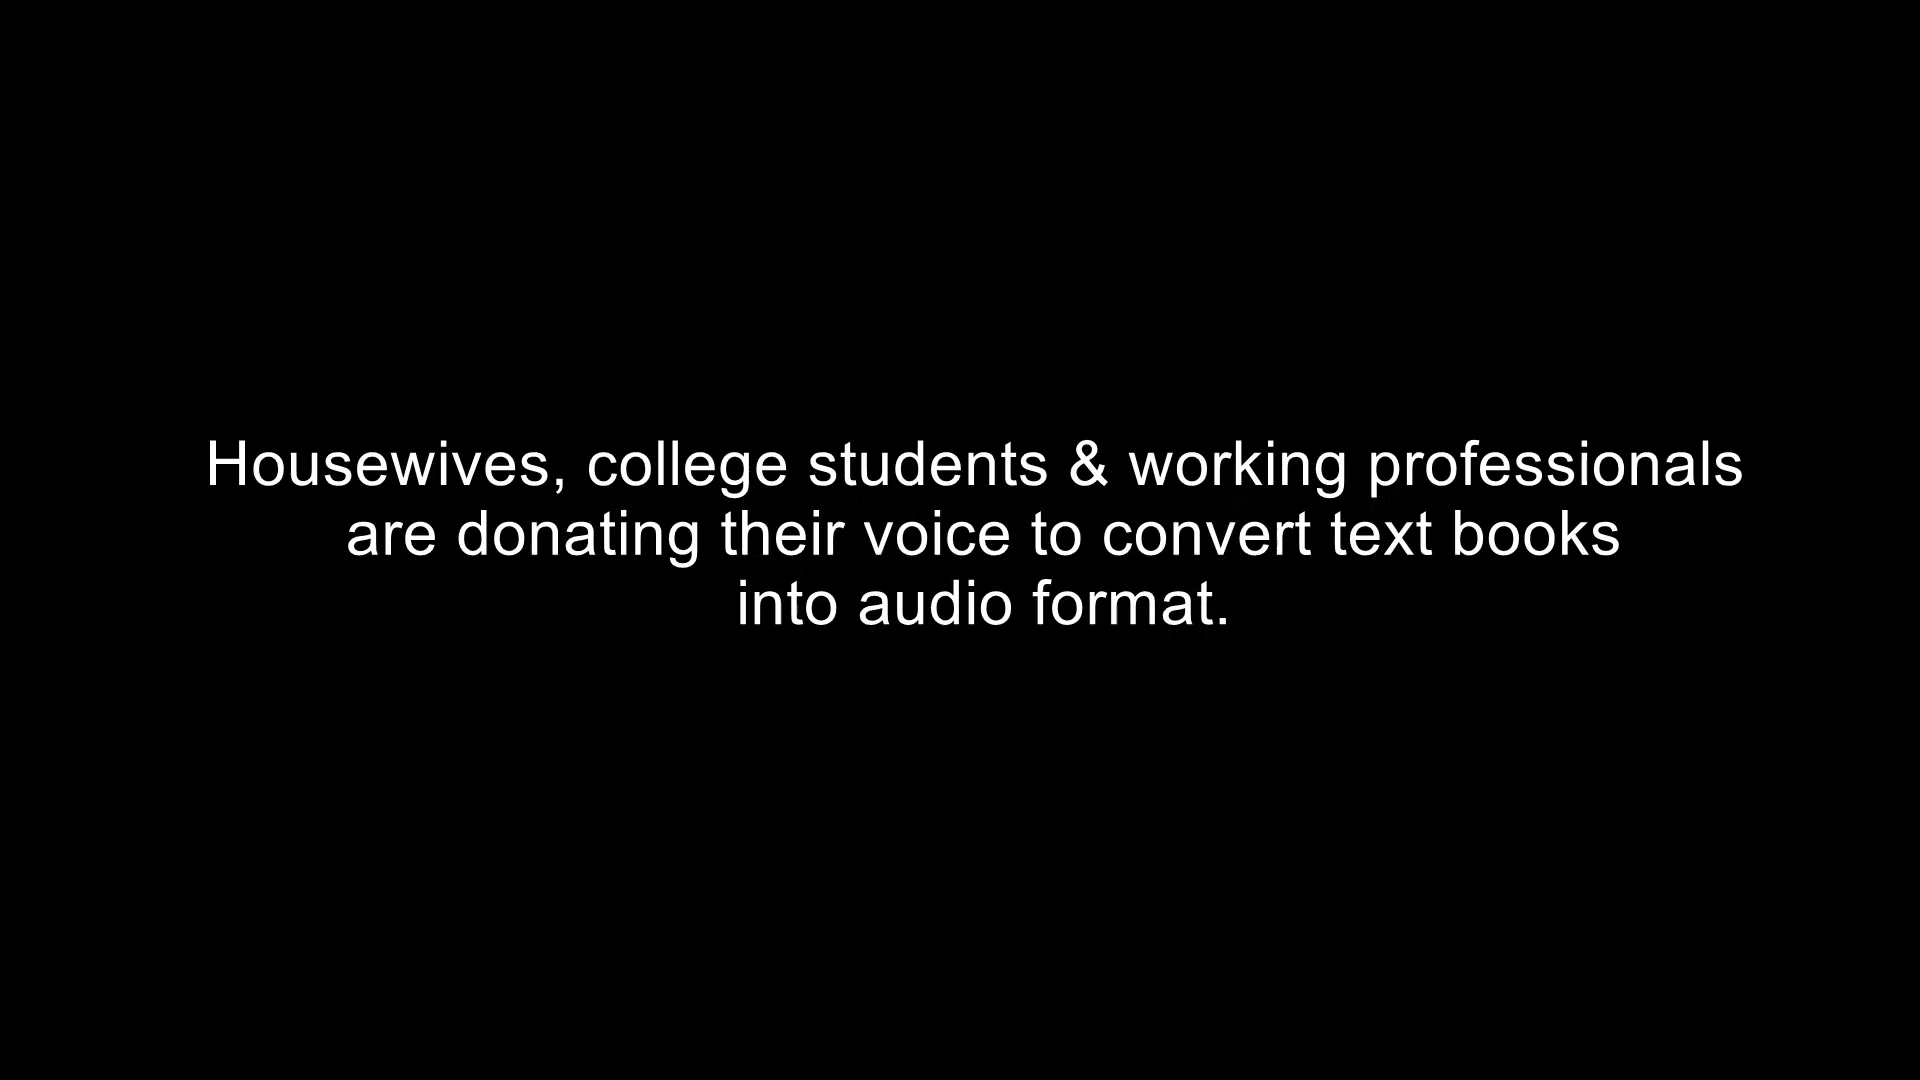 Housewives, college students & working professionals
are donating their voice to convert text books
into audio format.